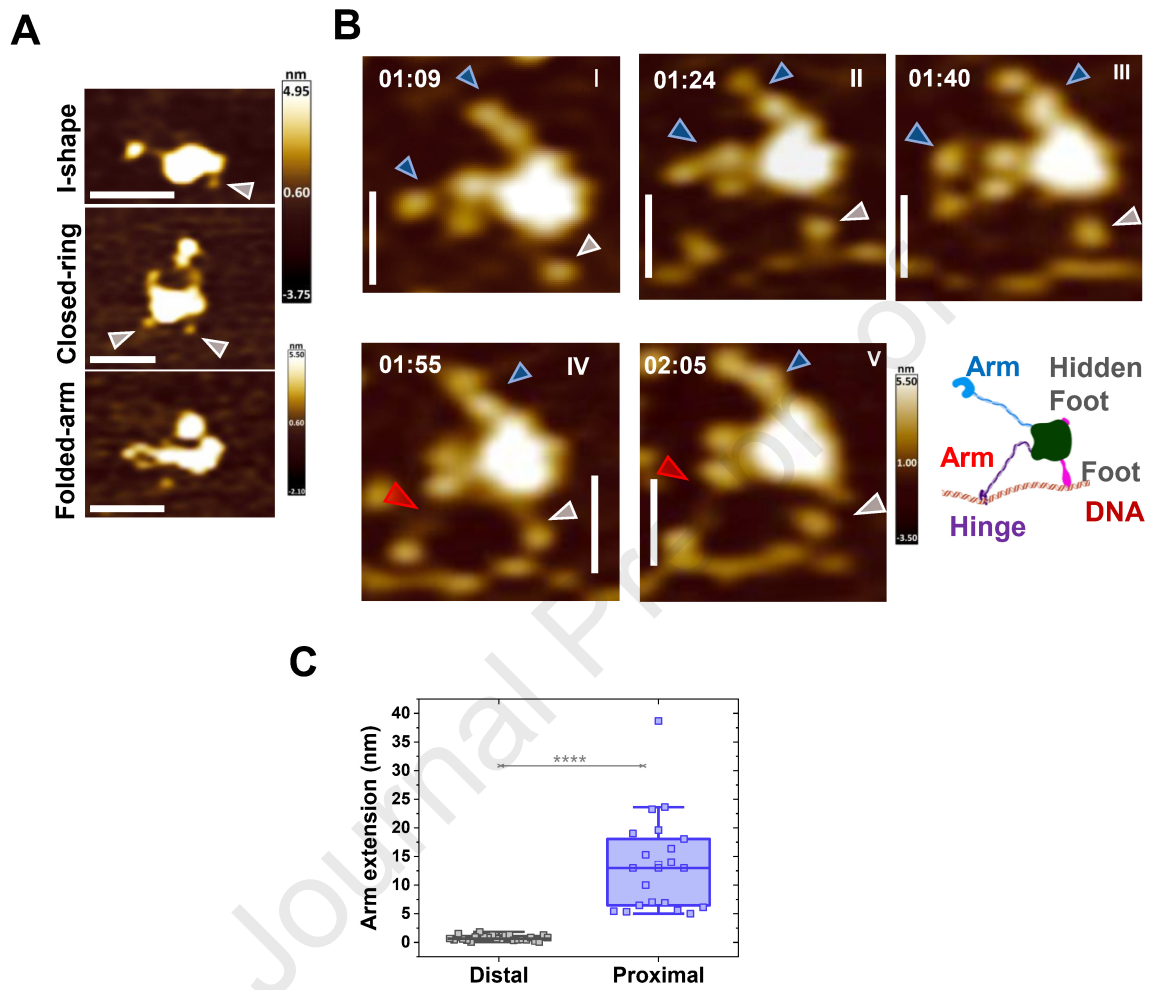 A
I-shape
Closed-ring
Folded-arm
nm
4.95
0.60
-3.75
nm
5.50
0.60
-2.10
B
01:09
I
01:24
II
01:40
III
01:55
IV
02:05
V
nm
5.50
1.00
-3.50
Arm
Hidden
Foot
Arm
Foot
DNA
Hinge
C
Arm extension (nm)
40
35
30
25
20
15
10
5
0
****
Distal
Proximal
Journal Pre-proof